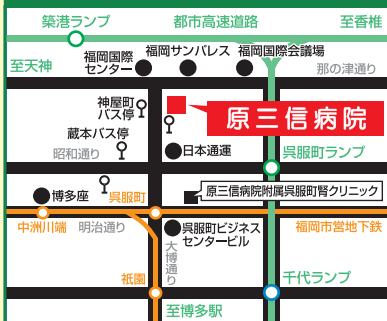 築港ランプ
都市高速道路
至香椎
福岡サンパレス
福岡国際会議場
福岡国際
センター
至天神
那の津通り
神屋町
バス停
原三信病院
蔵本バス停
昭和通り
日本通運
呉服町ランプ
原三信病院附属呉服町腎クリニック
博多座
呉服町
中洲川端
明治通り
呉服町ビジネス
センタービル
福岡市営地下鉄
大博通り
祇園
千代ランプ
至博多駅